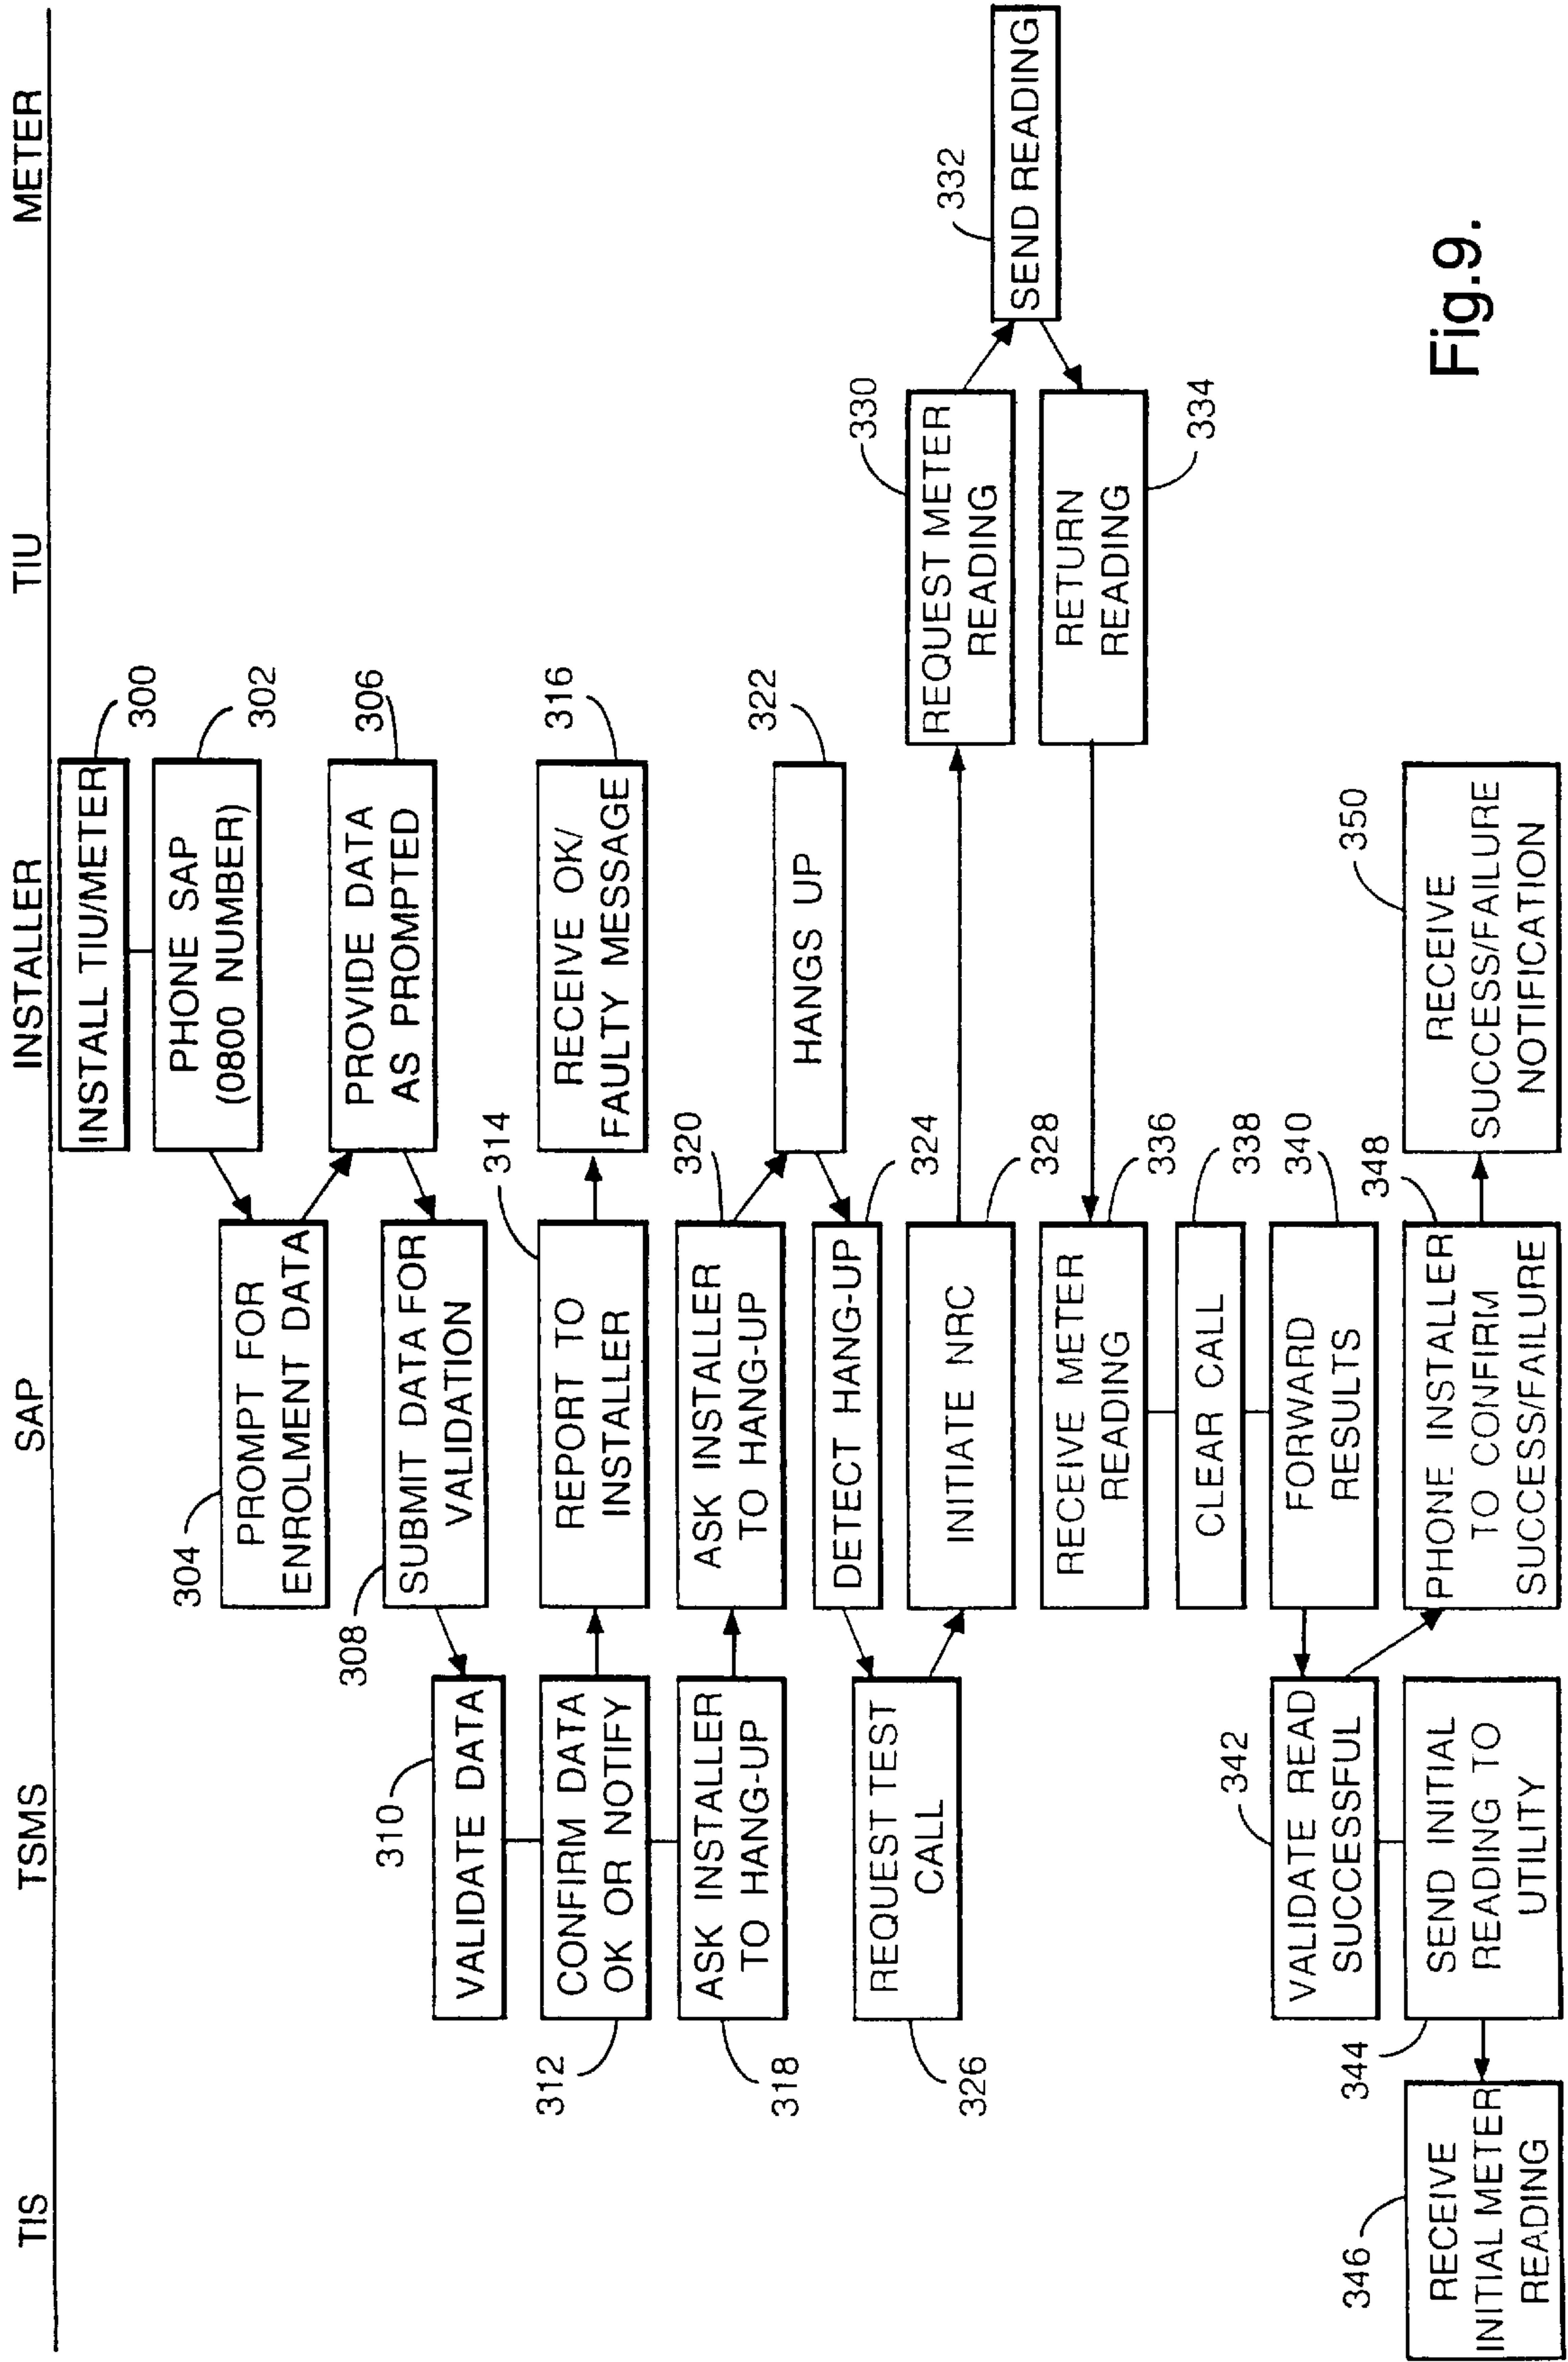 TIS
TSMS
SAP
INSTALLER
TIU
METER
INSTALL TIU/METER
300
PHONE SAP
(0800 NUMBER)
302
304
PROMPT FOR
ENROLMENT DATA
PROVIDE DATA
AS PROMPTED
306
308
SUBMIT DATA FOR
VALIDATION
310
VALIDATE DATA
312
CONFIRM DATA
OK OR NOTIFY
314
REPORT TO
INSTALLER
RECEIVE OK/
FAULTY MESSAGE
316
318
ASK INSTALLER
TO HANG-UP
ASK INSTALLER
TO HANG-UP
320
HANGS UP
322
DETECT HANG-UP
324
326
REQUEST TEST
CALL
INITIATE NRC
328
REQUEST METER
READING
330
SEND READING
332
RETURN
READING
334
RECEIVE METER
READING
336
CLEAR CALL
338
FORWARD
RESULTS
340
342
VALIDATE READ
SUCCESSFUL
344
SEND INITIAL
READING TO
UTILITY
346
RECEIVE
INITIAL METER
READING
PHONE INSTALLER
TO CONFIRM
SUCCESS/FAILURE
348
RECEIVE
SUCCESS/FAILURE
NOTIFICATION
350
Fig.9.